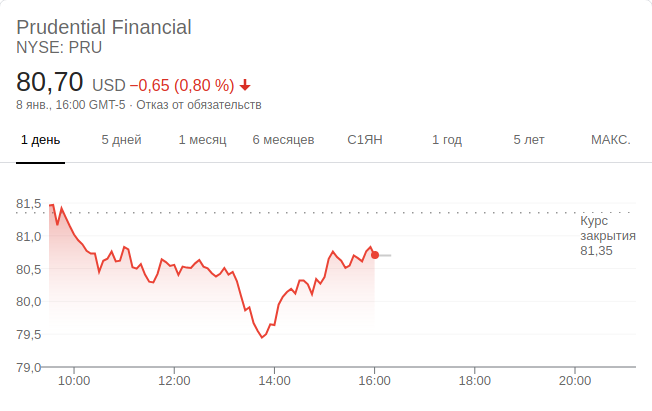 Prudential Financial
NYSE: PRU
80,70 USD −0,65 (0,80 %)
8 янв., 16:00 GMT-5 · Отказ от обязательств
1 день 5 дней 1 месяц 6 месяцев С1ЯН 1 год 5 лет МАКС.
81,5
Курс
81,0 закрытия
81,35
80,5
80,0
79,5
79,0
10:00 12:00 14:00 16:00 18:00 20:00